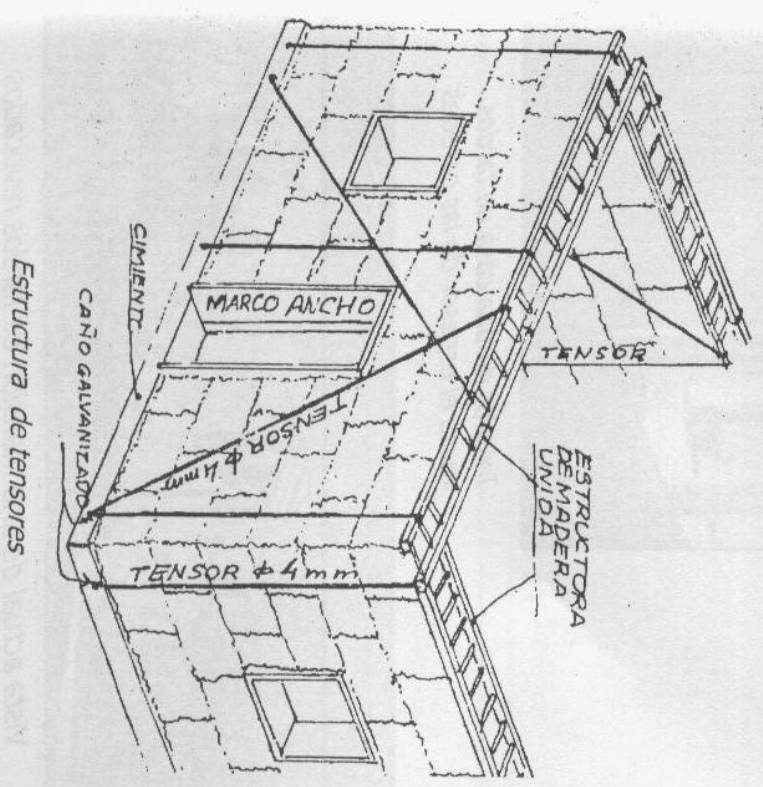 ESTRUCTURA
DE MADERA
UNIDA
TENSOR
MARCO ANCHO
TENSOR φ 4 mm
TENSOR φ 4 mm
CIMIENTO
CAÑO GALVANIZADO
Estructura de tensores